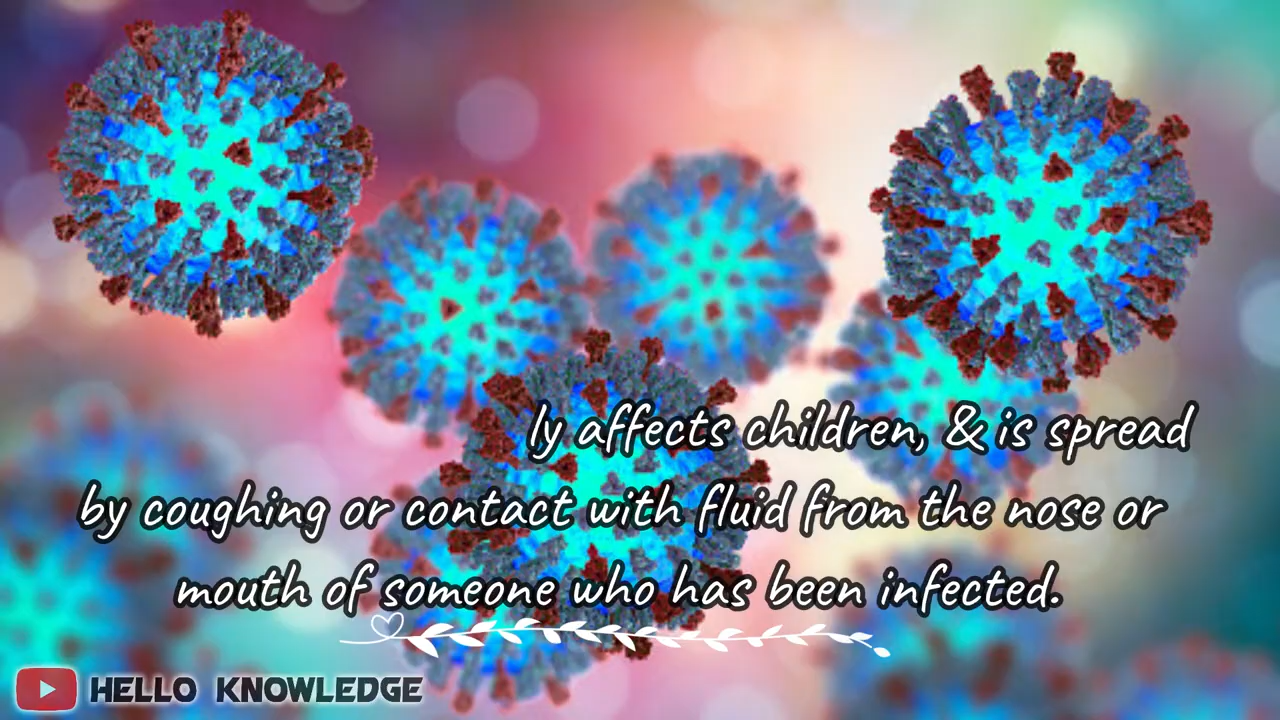 ly affects children, & is spread
by coughing or contact with fluid from the nose or
mouth of someone who has been infected.
HELLO KNOWLEDGE